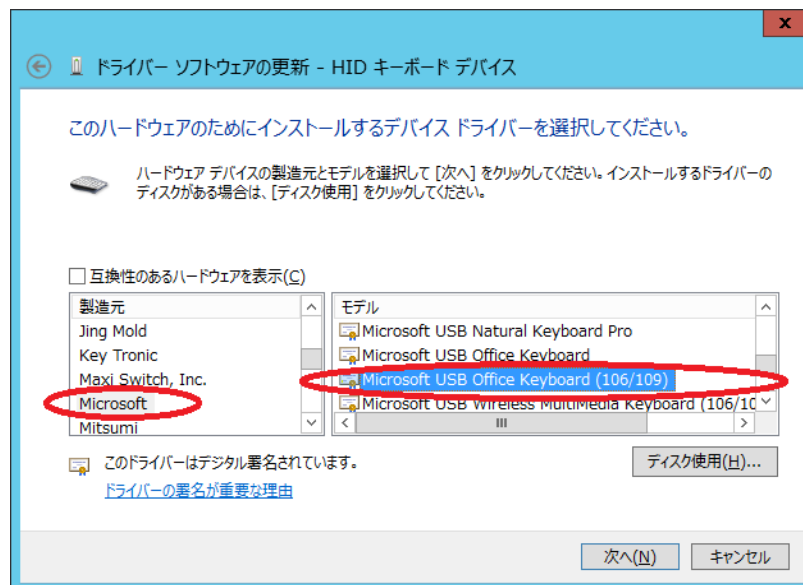 x
ドライバー ソフトウェアの更新 - HID キーボード デバイス
このハードウェアのためにインストールするデバイス ドライバーを選択してください。
ハードウェア デバイスの製造元とモデルを選択して [次へ] をクリックしてください。インストールするドライバーの
ディスクがある場合は、[ディスク使用] をクリックしてください。
互換性のあるハードウェアを表示(C)
製造元
Jing Mold
Key Tronic
Maxi Switch, Inc.
Microsoft
Mitsumi
モデル
Microsoft USB Natural Keyboard Pro
Microsoft USB Office Keyboard
Microsoft USB Office Keyboard (106/109)
Microsoft USB Wireless MultiMedia Keyboard (106/10
このドライバーはデジタル署名されています。
ドライバーの署名が重要な理由
ディスク使用(H)...
次へ(N)
キャンセル